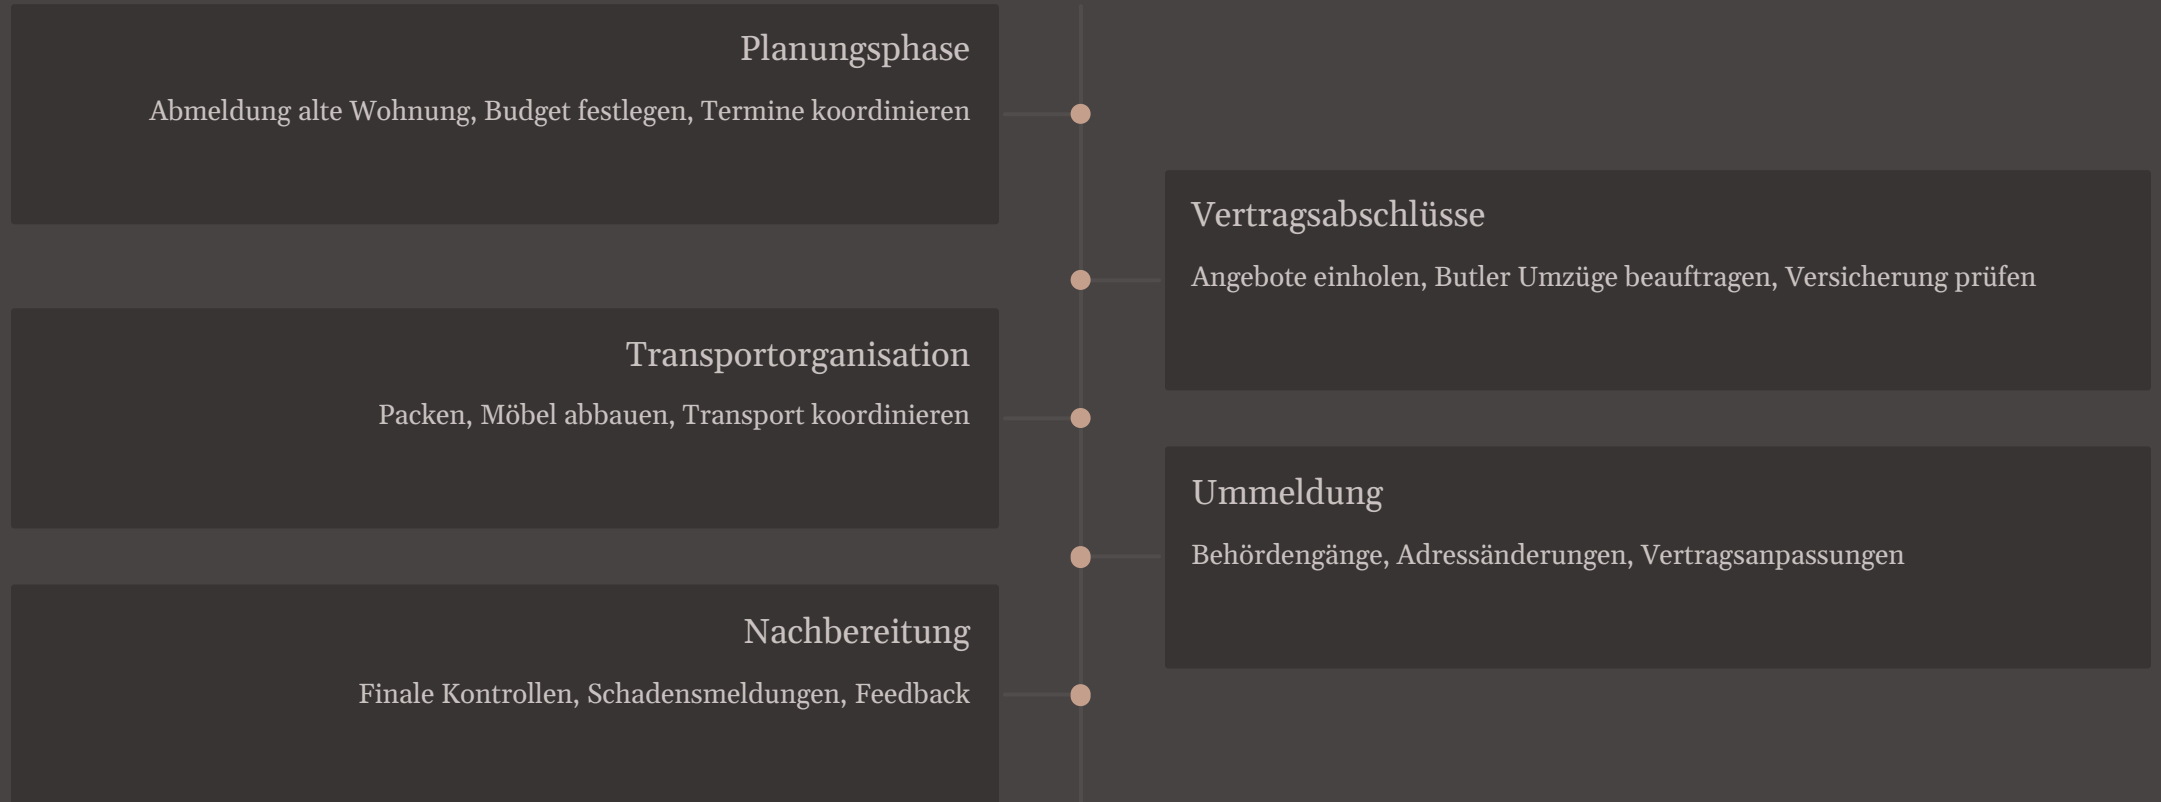 Planungsphase
Abmeldung alte Wohnung, Budget festlegen, Termine koordinieren
Vertragsabschlüsse
Angebote einholen, Butler Umzüge beauftragen, Versicherung prüfen
Transportorganisation
Packen, Möbel abbauen, Transport koordinieren
Ummeldung
Behördengänge, Adressänderungen, Vertragsanpassungen
Nachbereitung
Finale Kontrollen, Schadensmeldungen, Feedback